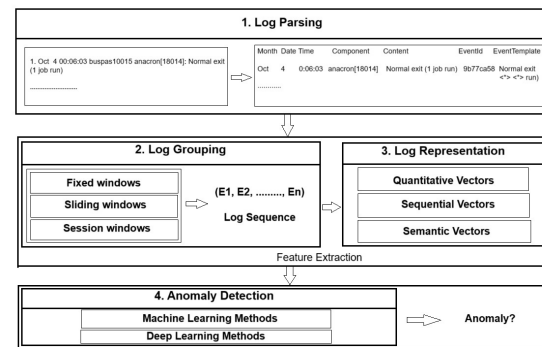 1. Log Parsing
1. Oct 4 00:06:03 buspas10015 anacron[18014]: Normal exit
(1 job run)
........................
Month Date Time Component Content EventId EventTemplate
Oct 4 0:06:03 anacron[18014] Normal exit (1 job run) 9b77ca58 Normal exit
<*> <*> run)
............
2. Log Grouping
Fixed windows
Sliding windows
Session windows
(E1, E2, ........., En)
Log Sequence
3. Log Representation
Quantitative Vectors
Sequential Vectors
Semantic Vectors
Feature Extraction
4. Anomaly Detection
Machine Learning Methods
Deep Learning Methods
Anomaly?